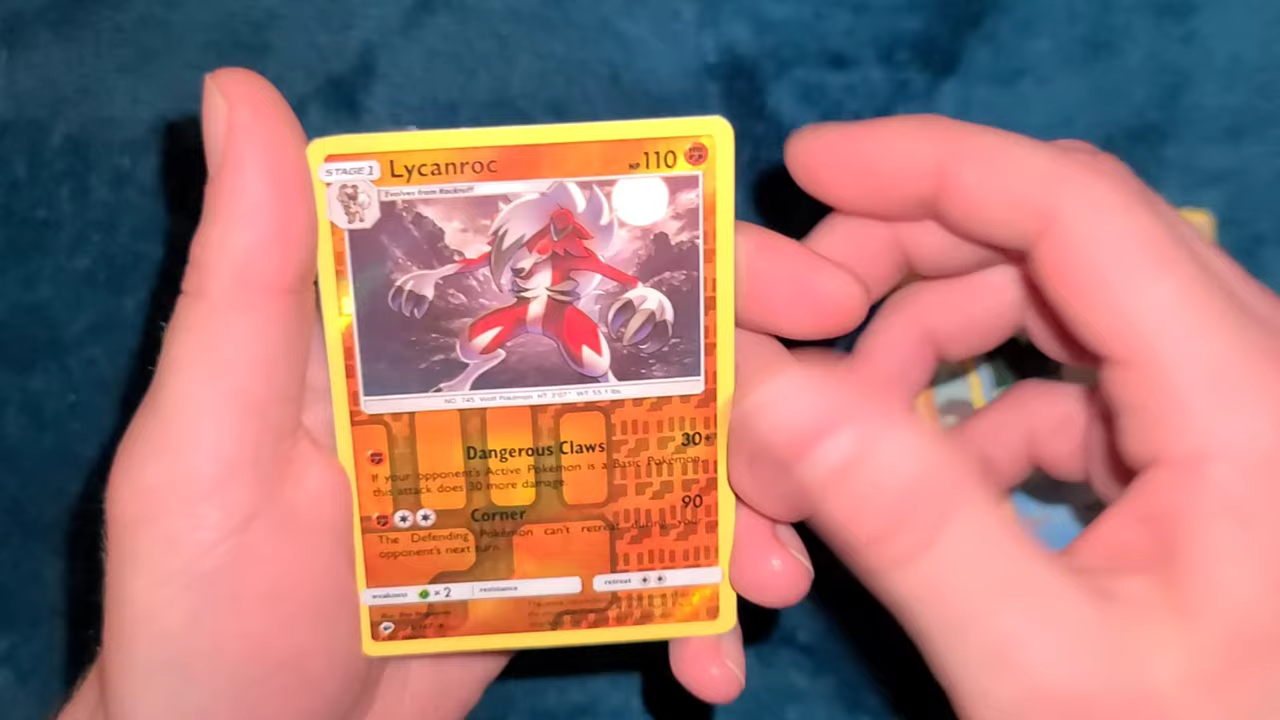 STAGE 1
Lycanroc
HP 110
Evolves from Rockruff
NO. 745 Wolf Pokémon HT: 3'07" WT: 55.1 lbs
Dangerous Claws 30+
If your opponent's Active Pokémon is a Basic Pokémon,
this attack does 30 more damage.
Corner 90
The Defending Pokémon can't retreat during your
opponent's next turn.
weakness ×2
resistance
retreat